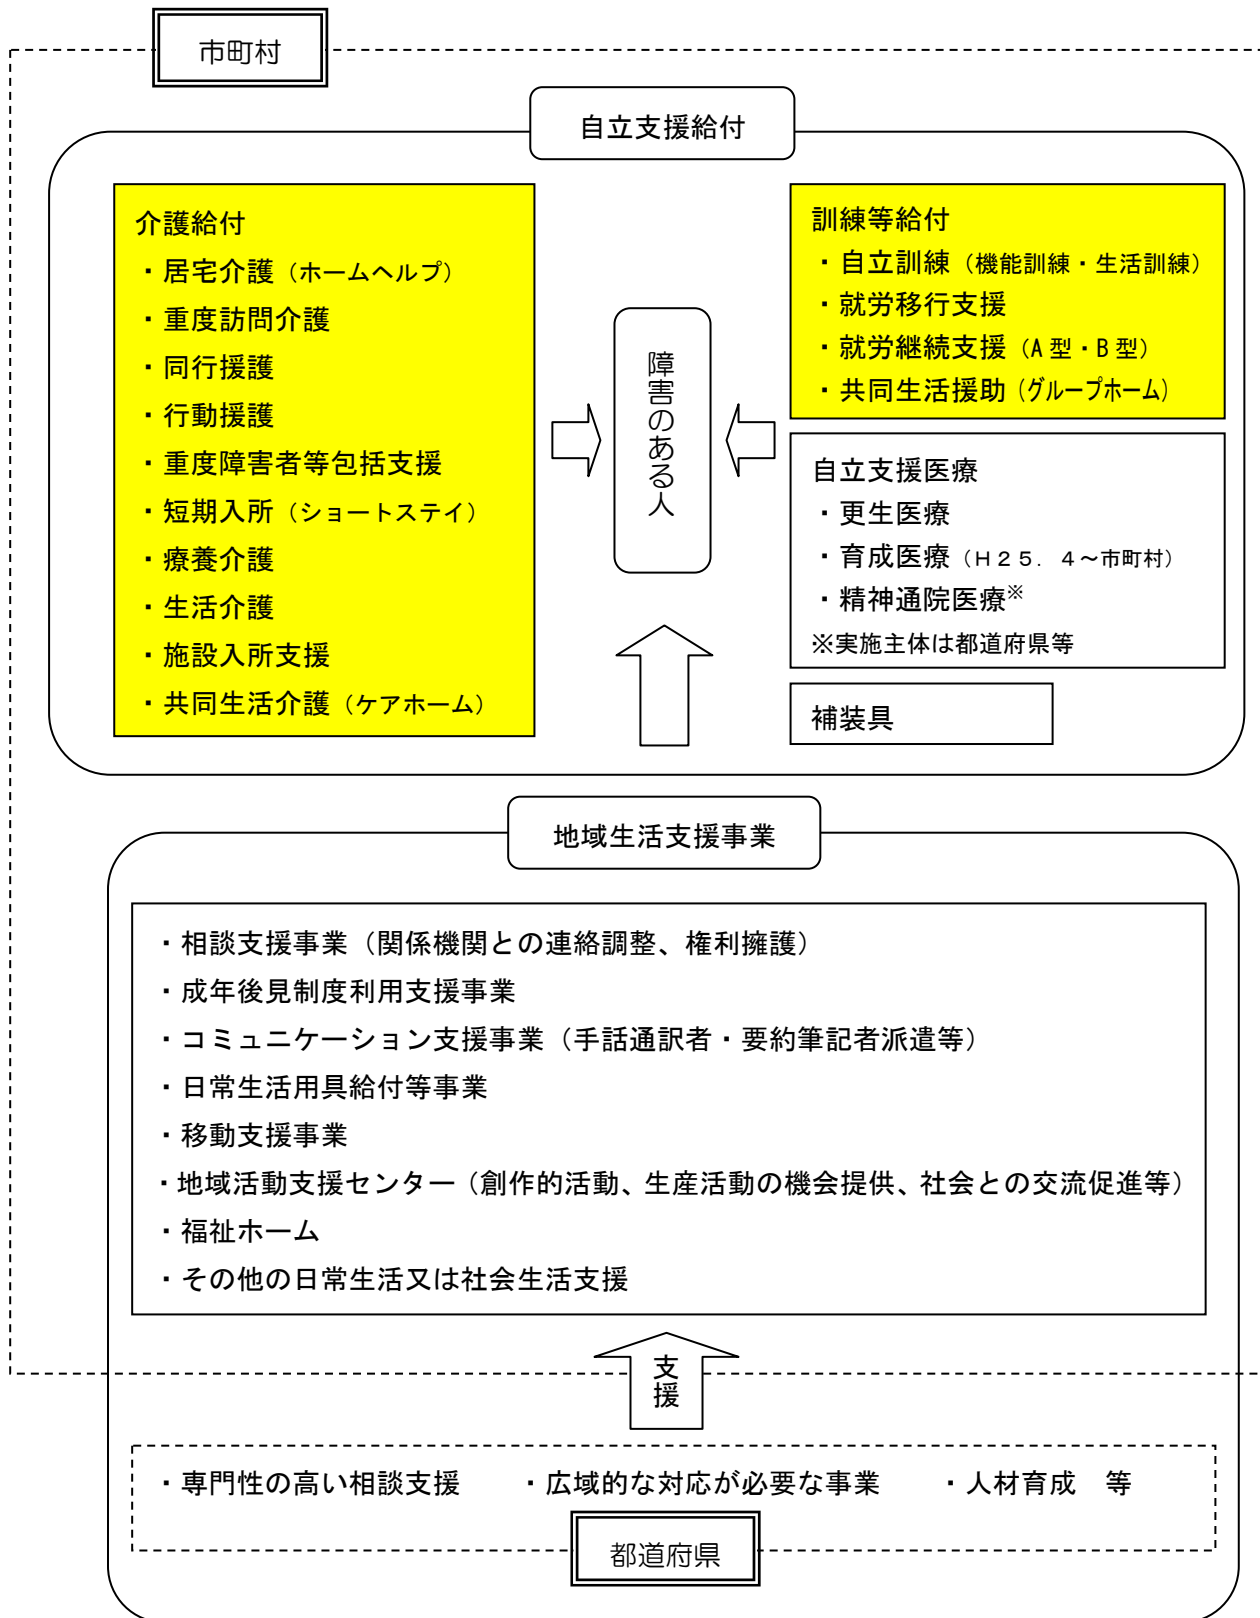 市町村
自立支援給付
介護給付
・居宅介護（ホームヘルプ）
・重度訪問介護
・同行援護
・行動援護
・重度障害者等包括支援
・短期入所（ショートステイ）
・療養介護
・生活介護
・施設入所支援
・共同生活介護（ケアホーム）
障害のある人
訓練等給付
・自立訓練（機能訓練・生活訓練）
・就労移行支援
・就労継続支援（A型・B型）
・共同生活援助（グループホーム）
自立支援医療
・更生医療
・育成医療（Ｈ２５．４～市町村）
・精神通院医療※
※実施主体は都道府県等
補装具
地域生活支援事業
・相談支援事業（関係機関との連絡調整、権利擁護）
・成年後見制度利用支援事業
・コミュニケーション支援事業（手話通訳者・要約筆記者派遣等）
・日常生活用具給付等事業
・移動支援事業
・地域活動支援センター（創作的活動、生産活動の機会提供、社会との交流促進等）
・福祉ホーム
・その他の日常生活又は社会生活支援
支援
・専門性の高い相談支援　・広域的な対応が必要な事業　・人材育成　等
都道府県